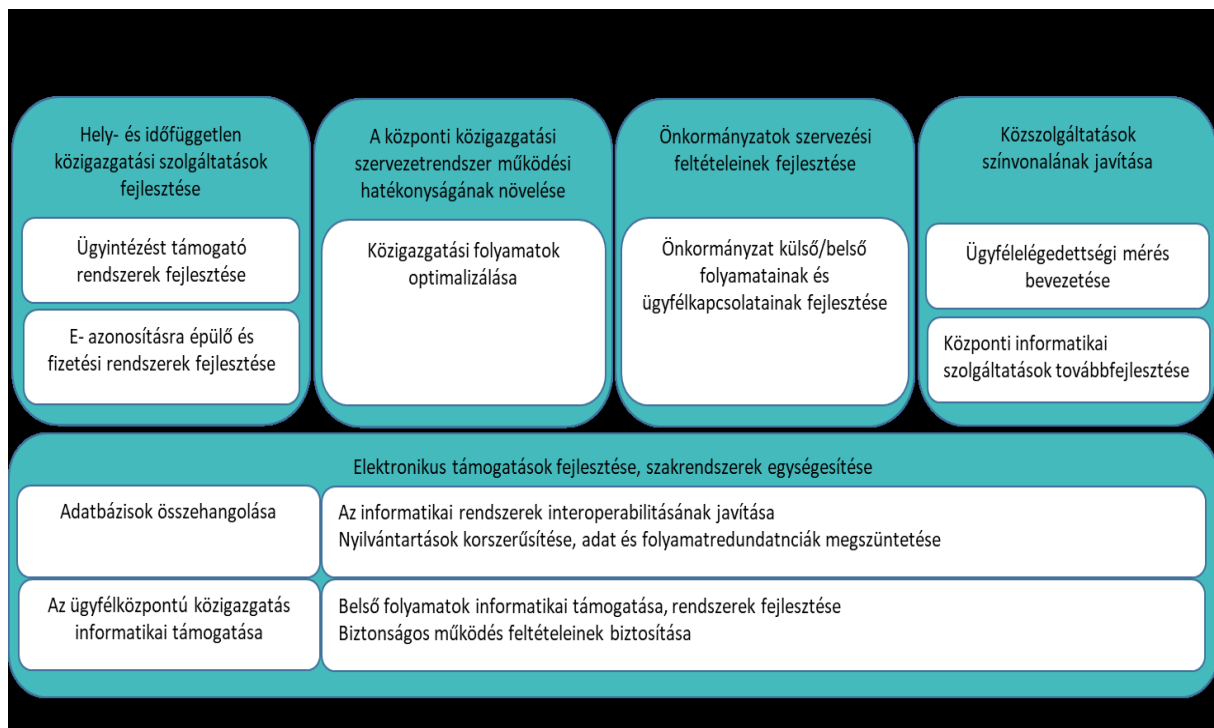 Hely- és időfüggetlen
közigazgatási szolgáltatások
fejlesztése
Ügyintézést támogató
rendszerek fejlesztése
E- azonosításra épülő és
fizetési rendszerek fejlesztése
A központi közigazgatási
szervezetrendszer működési
hatékonyságának növelése
Közigazgatási folyamatok
optimalizálása
Önkormányzatok szervezési
feltételeinek fejlesztése
Önkormányzat külső/belső
folyamatainak és
ügyfélkapcsolatainak fejlesztése
Közszolgáltatások
színvonalának javítása
Ügyfélelégedettségi mérés
bevezetése
Központi informatikai
szolgáltatások továbbfejlesztése
Elektronikus támogatások fejlesztése, szakrendszerek egységesítése
Adatbázisok összehangolása
Az informatikai rendszerek interoperabilitásának javítása
Nyilvántartások korszerűsítése, adat és folyamatredundatnciák megszüntetése
Az ügyfélközpontú közigazgatás
informatikai támogatása
Belső folyamatok informatikai támogatása, rendszerek fejlesztése
Biztonságos működés feltételeinek biztosítása